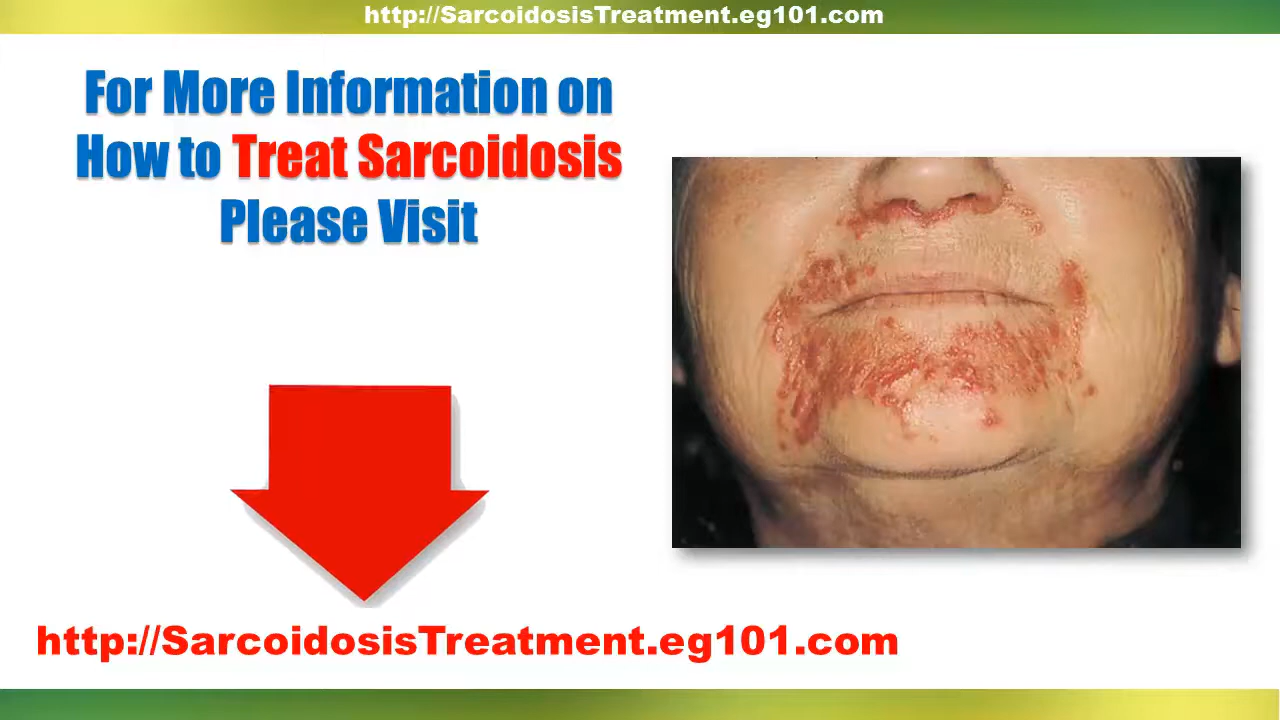 http://SarcoidosisTreatment.eg101.com
For More Information on
How to Treat Sarcoidosis
Please Visit
http://SarcoidosisTreatment.eg101.com